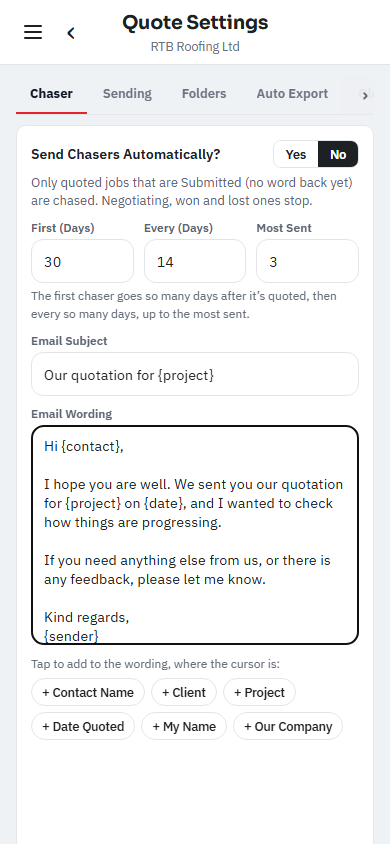 Quote Settings
RTB Roofing Ltd
Chaser Sending Folders Auto Export
Send Chasers Automatically? Yes No
Only quoted jobs that are Submitted (no word back yet)
are chased. Negotiating, won and lost ones stop.
First (Days) Every (Days) Most Sent
30 14 3
The first chaser goes so many days after it's quoted, then
every so many days, up to the most sent.
Email Subject
Our quotation for {project}
Email Wording
Hi {contact},
I hope you are well. We sent you our quotation
for {project} on {date}, and I wanted to check
how things are progressing.
If you need anything else from us, or there is
any feedback, please let me know.
Kind regards,
{sender}
Tap to add to the wording, where the cursor is:
+ Contact Name + Client + Project
+ Date Quoted + My Name + Our Company